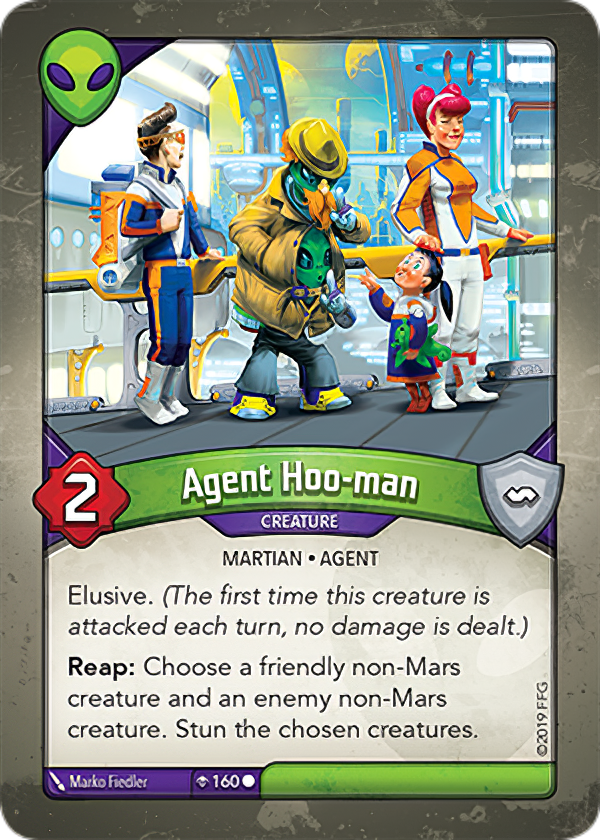 2
Agent Hoo-man
CREATURE
MARTIAN • AGENT
Elusive. (The first time this creature is
attacked each turn, no damage is dealt.)
Reap: Choose a friendly non-Mars
creature and an enemy non-Mars
creature. Stun the chosen creatures.
©2019 FFG
Marko Fiedler
160